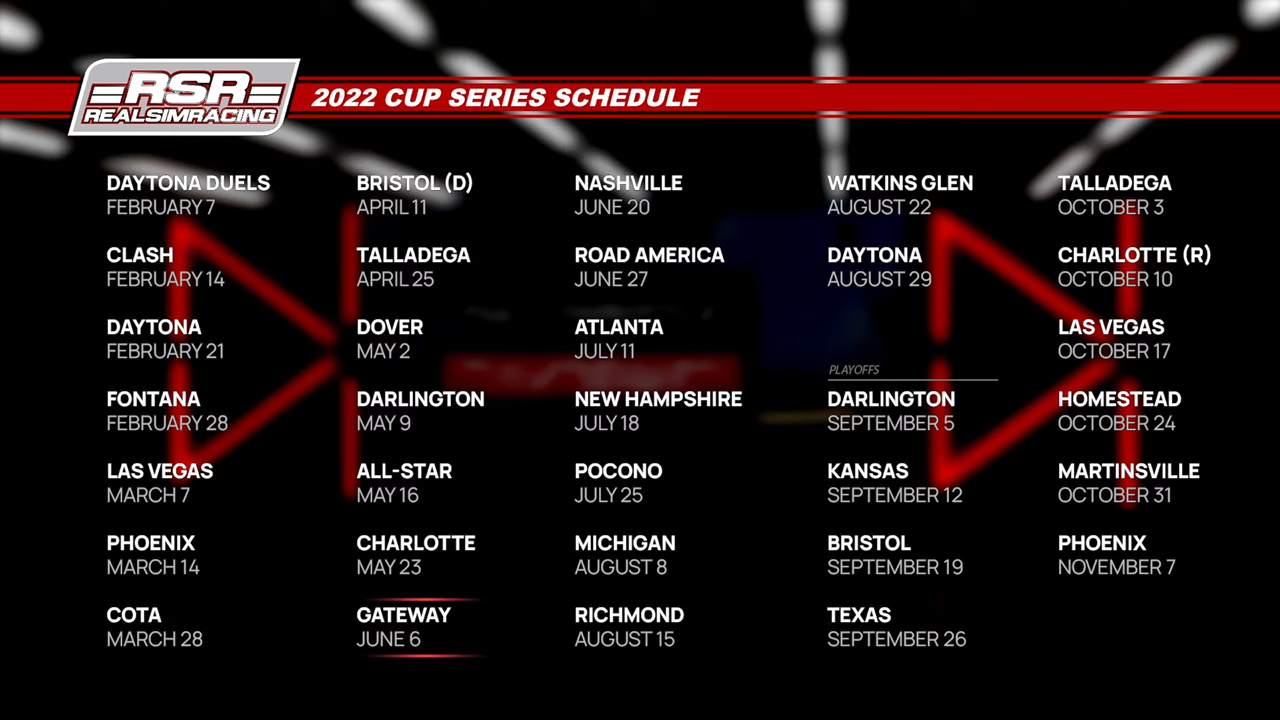 RSR
REALSIMRACING
2022 CUP SERIES SCHEDULE
DAYTONA DUELS
FEBRUARY 7
CLASH
FEBRUARY 14
DAYTONA
FEBRUARY 21
FONTANA
FEBRUARY 28
LAS VEGAS
MARCH 7
PHOENIX
MARCH 14
COTA
MARCH 28
BRISTOL (D)
APRIL 11
TALLADEGA
APRIL 25
DOVER
MAY 2
DARLINGTON
MAY 9
ALL-STAR
MAY 16
CHARLOTTE
MAY 23
GATEWAY
JUNE 6
NASHVILLE
JUNE 20
ROAD AMERICA
JUNE 27
ATLANTA
JULY 11
NEW HAMPSHIRE
JULY 18
POCONO
JULY 25
MICHIGAN
AUGUST 8
RICHMOND
AUGUST 15
WATKINS GLEN
AUGUST 22
DAYTONA
AUGUST 29
PLAYOFFS
DARLINGTON
SEPTEMBER 5
KANSAS
SEPTEMBER 12
BRISTOL
SEPTEMBER 19
TEXAS
SEPTEMBER 26
TALLADEGA
OCTOBER 3
CHARLOTTE (R)
OCTOBER 10
LAS VEGAS
OCTOBER 17
HOMESTEAD
OCTOBER 24
MARTINSVILLE
OCTOBER 31
PHOENIX
NOVEMBER 7